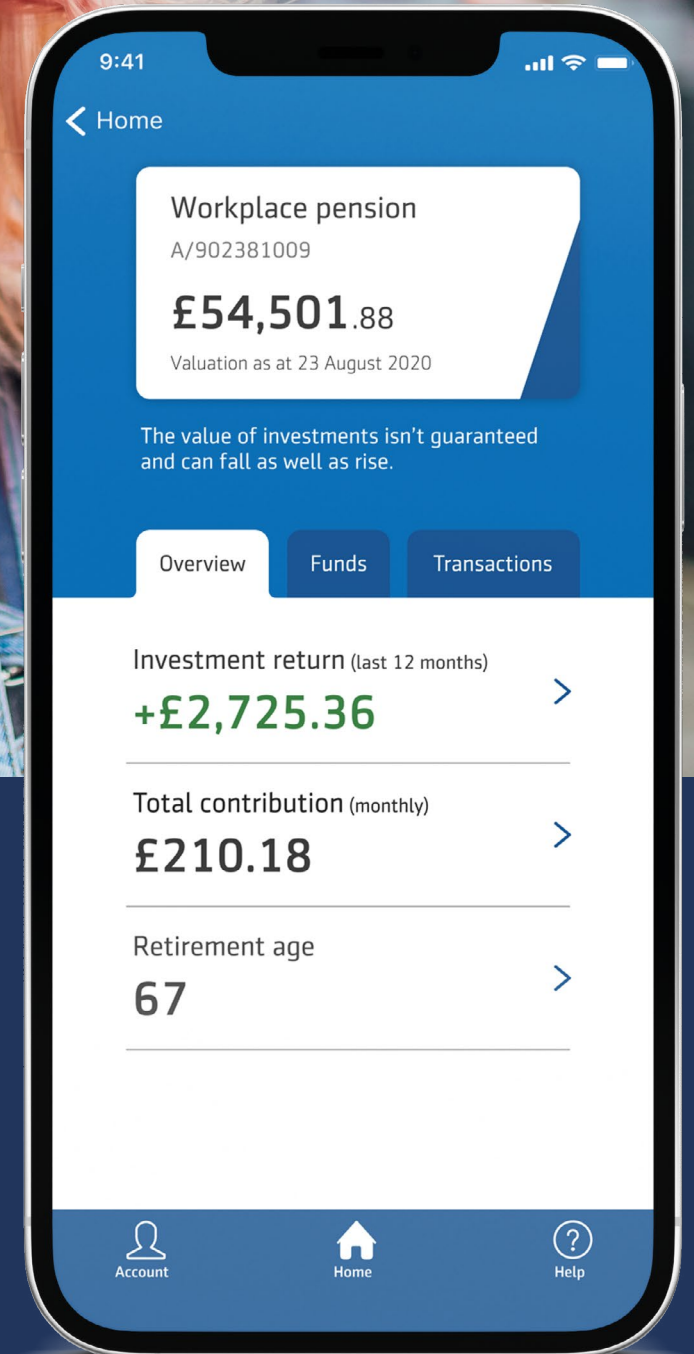 9:41
Home
Workplace pension
A/902381009
£54,501.88
Valuation as at 23 August 2020
The value of investments isn't guaranteed
and can fall as well as rise.
Overview Funds Transactions
Investment return (last 12 months)
+£2,725.36
Total contribution (monthly)
£210.18
Retirement age
67
Account Home Help